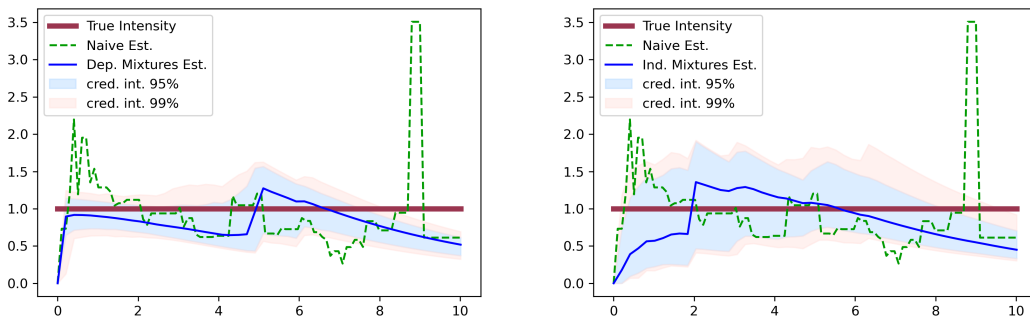 True Intensity
Naive Est.
Dep. Mixtures Est.
cred. int. 95%
cred. int. 99%
3.5
3.0
2.5
2.0
1.5
1.0
0.5
0.0
0 2 4 6 8 10
True Intensity
Naive Est.
Ind. Mixtures Est.
cred. int. 95%
cred. int. 99%
3.5
3.0
2.5
2.0
1.5
1.0
0.5
0.0
0 2 4 6 8 10